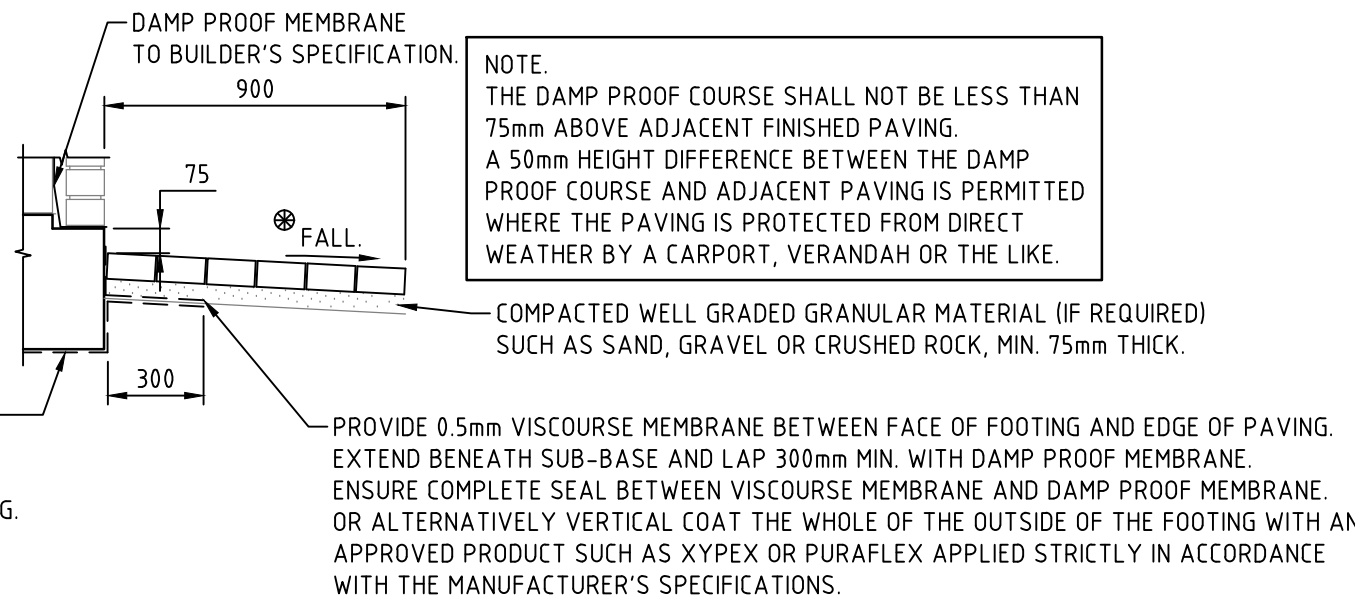 DAMP PROOF MEMBRANE
TO BUILDER'S SPECIFICATION.
900
NOTE.
THE DAMP PROOF COURSE SHALL NOT BE LESS THAN
75mm ABOVE ADJACENT FINISHED PAVING.
A 50mm HEIGHT DIFFERENCE BETWEEN THE DAMP
PROOF COURSE AND ADJACENT PAVING IS PERMITTED
WHERE THE PAVING IS PROTECTED FROM DIRECT
WEATHER BY A CARPORT, VERANDAH OR THE LIKE.
75
FALL.
COMPACTED WELL GRADED GRANULAR MATERIAL (IF REQUIRED)
SUCH AS SAND, GRAVEL OR CRUSHED ROCK, MIN. 75mm THICK.
300
PROVIDE 0.5mm VISCOURSE MEMBRANE BETWEEN FACE OF FOOTING AND EDGE OF PAVING.
EXTEND BENEATH SUB-BASE AND LAP 300mm MIN. WITH DAMP PROOF MEMBRANE.
ENSURE COMPLETE SEAL BETWEEN VISCOURSE MEMBRANE AND DAMP PROOF MEMBRANE.
OR ALTERNATIVELY VERTICAL COAT THE WHOLE OF THE OUTSIDE OF THE FOOTING WITH AN
APPROVED PRODUCT SUCH AS XYPEX OR PURAFLEX APPLIED STRICTLY IN ACCORDANCE
WITH THE MANUFACTURER'S SPECIFICATIONS.
G.